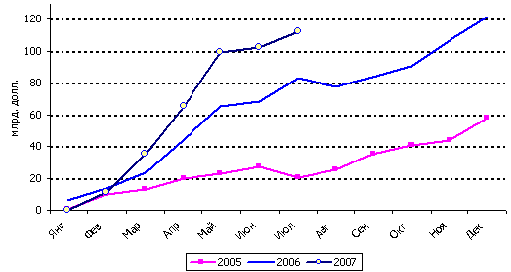 120
100
80
60
40
20
0
млрд. долл.
Янв
Фев
Мар
Апр
Май
Июн
Июл
Авг
Сен
Окт
Ноя
Дек
2005 2006 2007